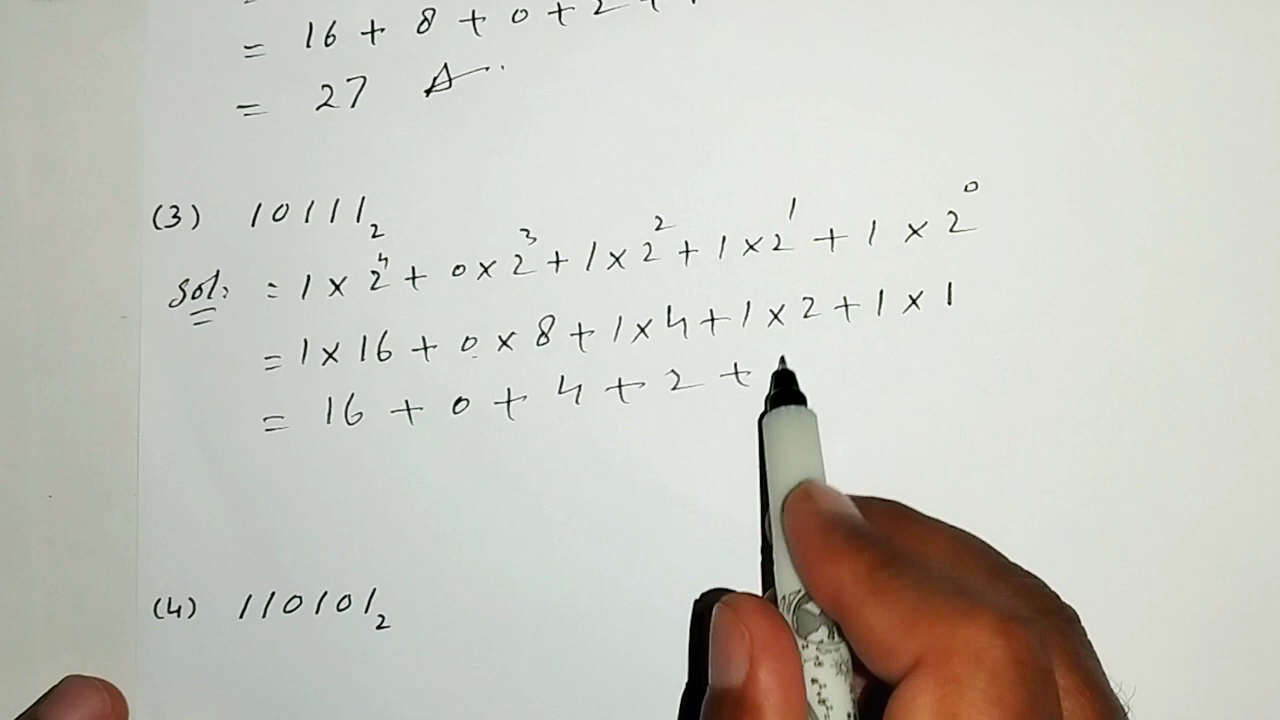 = 16 + 8 + 0 + 2 +
= 27 A.
(3) 10111₂
Sol: = 1 × 2⁴ + 0 × 2³ + 1 × 2² + 1 × 2¹ + 1 × 2⁰
= 1 × 16 + 0 × 8 + 1 × 4 + 1 × 2 + 1 × 1
= 16 + 0 + 4 + 2 +
(4) 110101₂